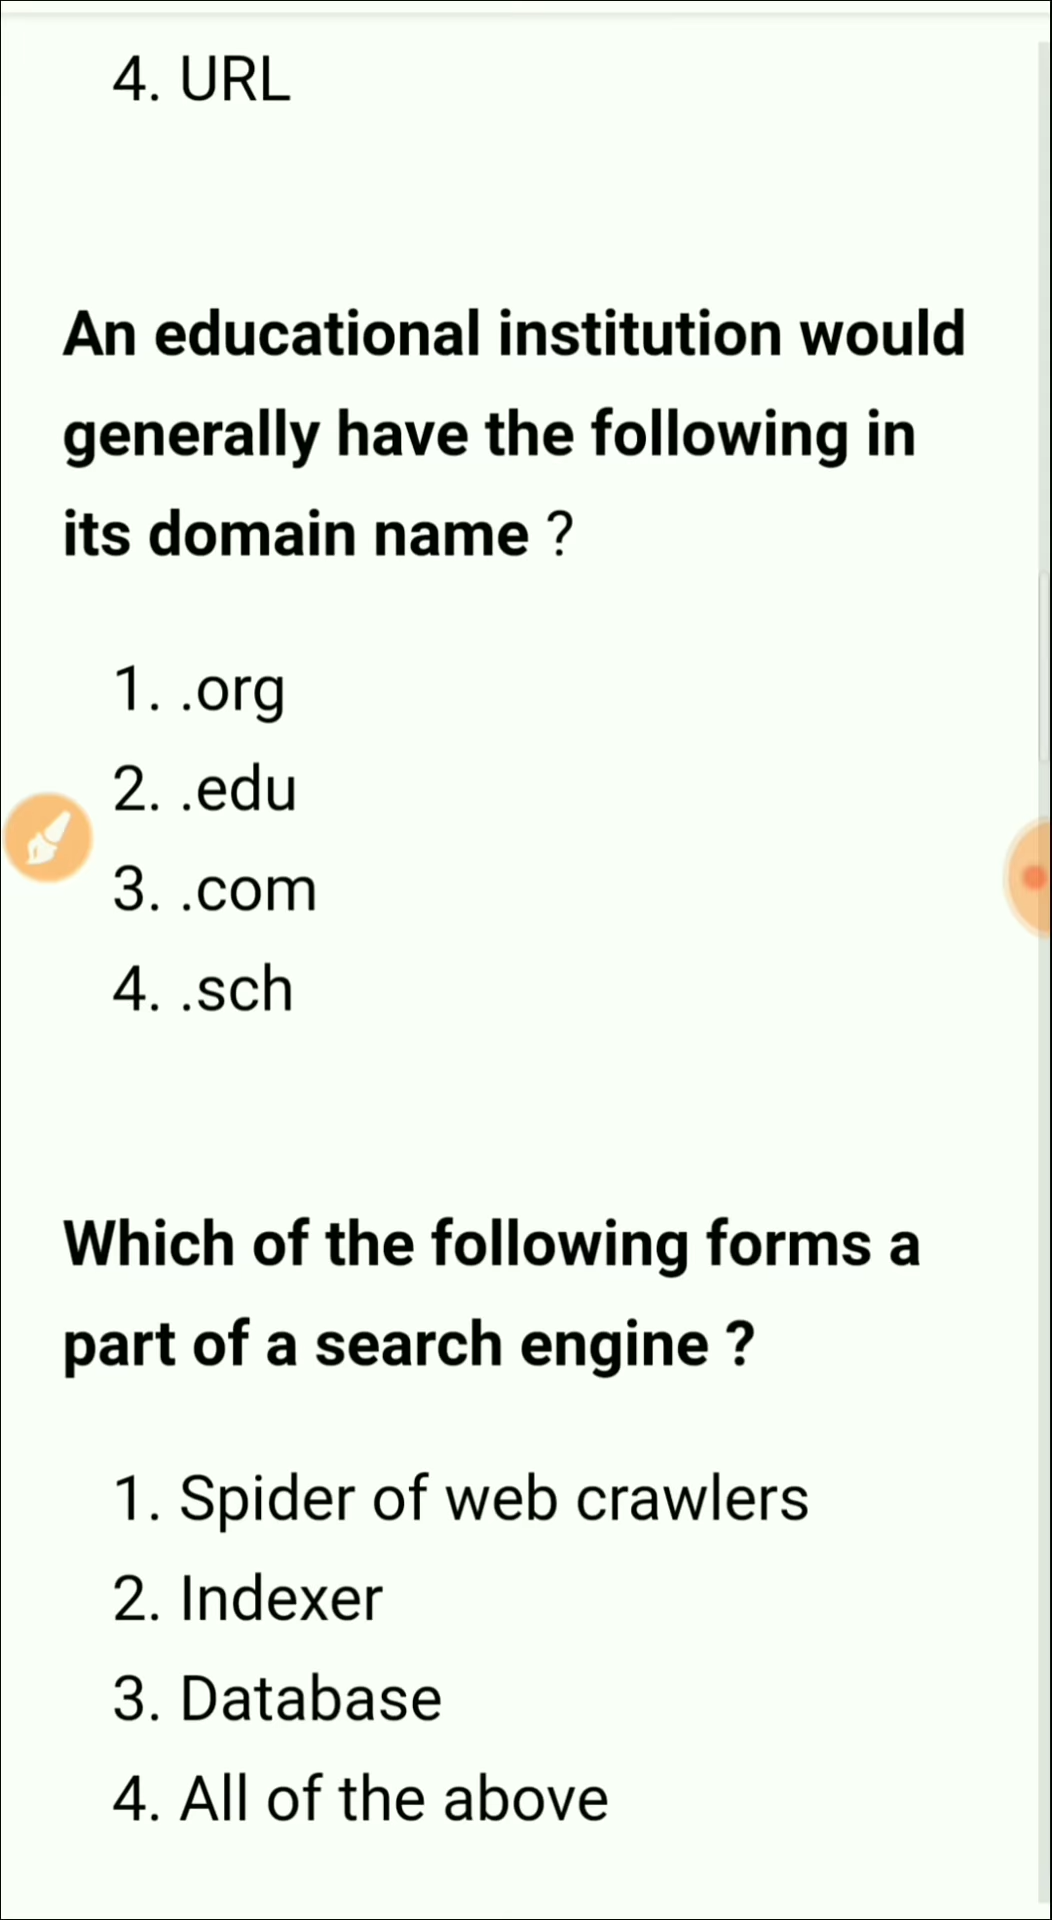 4. URL
An educational institution would
generally have the following in
its domain name ?
1. .org
2. .edu
3. .com
4. .sch
Which of the following forms a
part of a search engine ?
1. Spider of web crawlers
2. Indexer
3. Database
4. All of the above